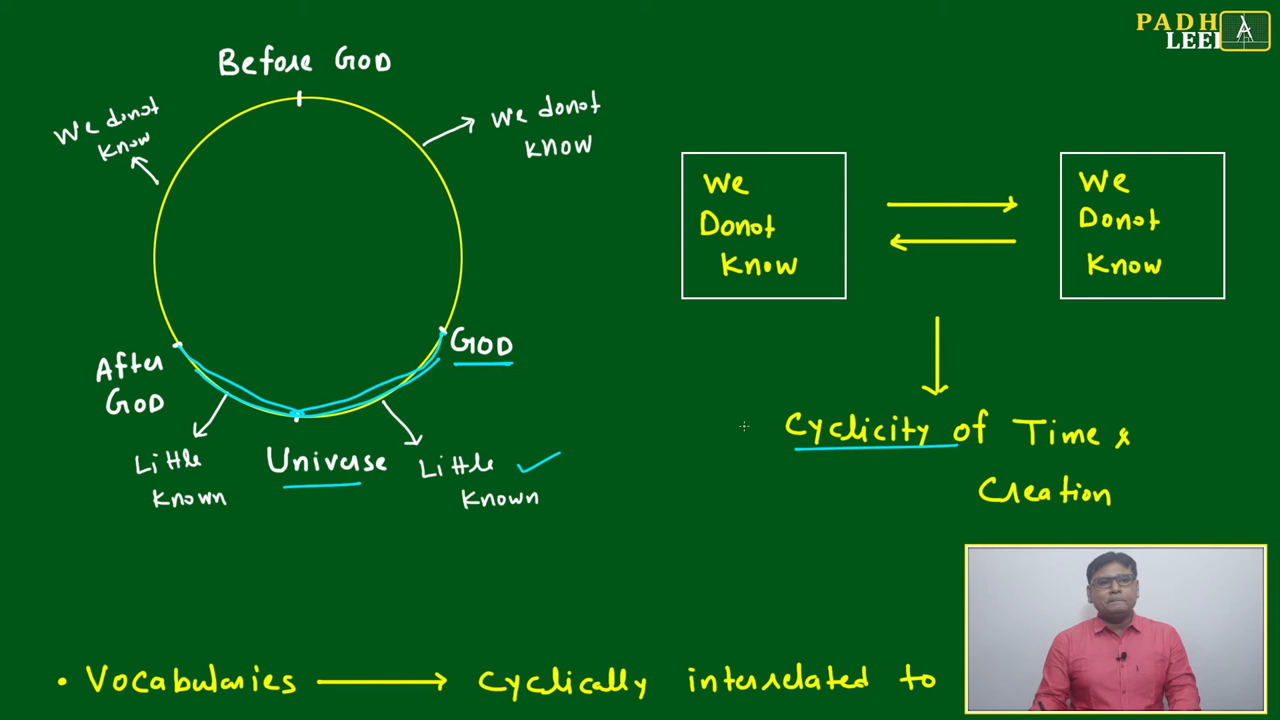 PADH
LEEI
Before GOD
We donot
know
We donot
know
GOD
After
GOD
Little
known
Universe
Little
known
We
Donot
Know
We
Donot
Know
Cyclicity of Time &
Creation
• Vocabularies → cyclically interrelated to